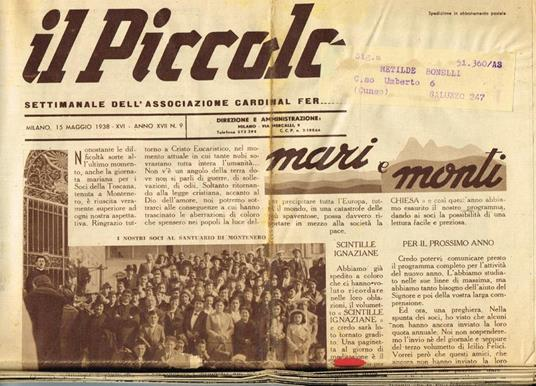 Spedizione in abbonamento postale
il Piccolo
SETTIMANALE DELL'ASSOCIAZIONE CARDINAL FER
Sig.a 51.360/AS
METILDE BONELLI
C.so Umberto 6
(Cuneo) SALUZZO 247
MILANO, 15 MAGGIO 1938 - XVI - ANNO XVII N. 9
DIREZIONE E AMMINISTRAZIONE:
MILANO - VIA MERCALLI, 9
Telefono 573298 C.C.P. n. 3/18066
mari e monti
Nonostante le difficoltà
sorte all'ultimo momento,
anche la giornata
mariana per i
Soci della Toscana,
tenuta a Montenero,
è riuscita veramente
superiore ad
ogni nostra aspettativa.
Ringrazio tut-
torno a Cristo Eucaristico, nel momento
attuale in cui tante nubi sovrastano
tutta intera l'umanità...
Non v'è un angolo della terra dove
non si parli di guerre, di sollevazioni,
di odi. Soltanto ritornando
alla legge cristiana, accanto al
Dio dell'amore, noi potremo sottrarci
alle conseguenze a cui hanno
trascinato le aberrazioni di coloro
che spensero nei popoli la luce del-
I NOSTRI SOCI AL SANTUARIO DI MONTENERO
precipitare tutta l'Europa, tutto
il mondo, in una catastrofe delle
più spaventose, possa davvero ripetare
in mezzo alla società la
pace.
SCINTILLE
IGNAZIANE
Abbiamo già
spedito a coloro
che ci hanno voluto
ricordare
nelle loro oblazioni,
il volumetto
« SCINTILLE
IGNAZIANE »
e credo sarà loro
tornato gradito.
Una paginetta
al giorno di
meditazione è il
CHIESA » e così quest'anno abbiamo
esaurito il nostro programma,
dando ai soci la possibilità di una
lettura facile e preziosa.
PER IL PROSSIMO ANNO
Credo potervi comunicare presto
il programma completo per l'attività
del nuovo anno. L'abbiamo studiato
nelle sue linee di massima, ma
abbiamo tanto bisogno dell'aiuto del
Signore e poi della vostra larga comprensione.
Ed ora, una preghiera. Nella
spunta dei soci, ho visto che alcuni
non hanno ancora inviato la loro
quota annuale. Noi non sospendemmo
l'invio nè del giornale e neppure
del terzo volumetto di Icilio Felici.
Vorrei però che questi amici, che
ancora non hanno inviato la loro